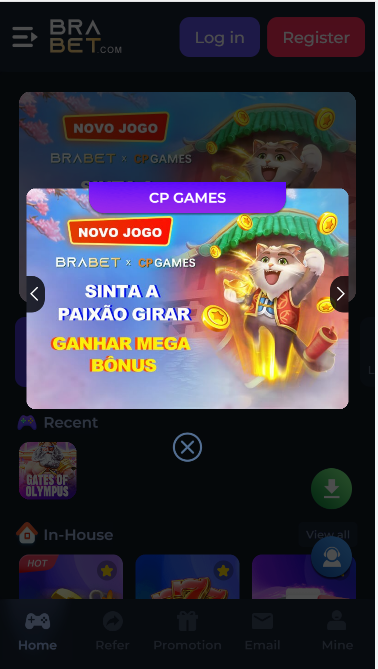 BRA
BET.COM
Log in
Register
NOVO JOGO
BRABET x CPGAMES
CP GAMES
NOVO JOGO
BRABET x CPGAMES
SINTA A
PAIXÃO GIRAR
GANHAR MEGA
BÔNUS
Recent
GATES OF
OLYMPUS
In-House
View all
HOT
Home
Refer
Promotion
Email
Mine